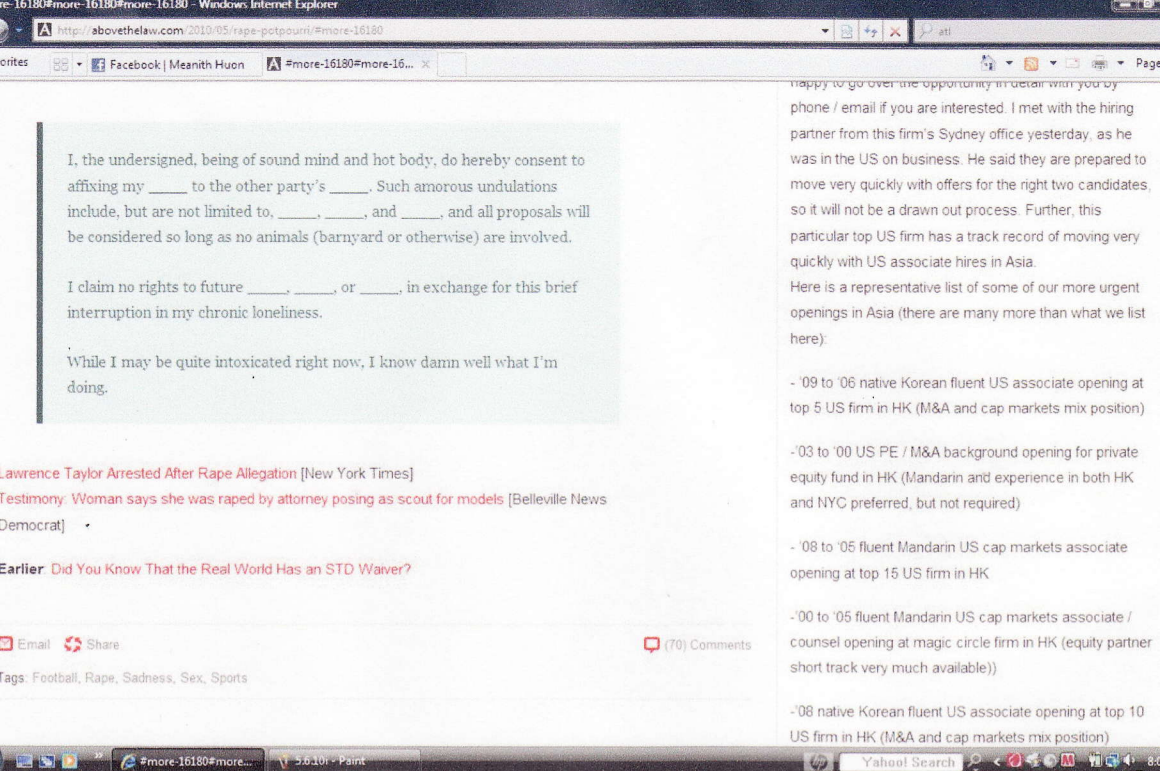 re-16180#more-16180#more-16180 - Windows Internet Explorer
http://abovethelaw.com/2010/05/rape-potpourri/#more-16180
atl
orites
Facebook | Meanith Huon
#more-16180#more-16...
Page
I, the undersigned, being of sound mind and hot body, do hereby consent to
affixing my _____ to the other party's _____. Such amorous undulations
include, but are not limited to, _____, _____, and _____, and all proposals will
be considered so long as no animals (barnyard or otherwise) are involved.
I claim no rights to future _____, _____, or _____, in exchange for this brief
interruption in my chronic loneliness.
While I may be quite intoxicated right now, I know damn well what I'm
doing.
Lawrence Taylor Arrested After Rape Allegation [New York Times]
Testimony: Woman says she was raped by attorney posing as scout for models [Belleville News
Democrat]
Earlier: Did You Know That the Real World Has an STD Waiver?
Email
Share
(70) Comments
Tags: Football, Rape, Sadness, Sex, Sports
happy to go over the opportunity in detail with you by
phone / email if you are interested. I met with the hiring
partner from this firm's Sydney office yesterday, as he
was in the US on business. He said they are prepared to
move very quickly with offers for the right two candidates,
so it will not be a drawn out process. Further, this
particular top US firm has a track record of moving very
quickly with US associate hires in Asia.
Here is a representative list of some of our more urgent
openings in Asia (there are many more than what we list
here):
- '09 to '06 native Korean fluent US associate opening at
top 5 US firm in HK (M&A and cap markets mix position)
-'03 to '00 US PE / M&A background opening for private
equity fund in HK (Mandarin and experience in both HK
and NYC preferred, but not required)
- '08 to '05 fluent Mandarin US cap markets associate
opening at top 15 US firm in HK
-'00 to '05 fluent Mandarin US cap markets associate /
counsel opening at magic circle firm in HK (equity partner
short track very much available))
-'08 native Korean fluent US associate opening at top 10
US firm in HK (M&A and cap markets mix position)
#more-16180#more...
5.6.10i - Paint
hp
Yahoo! Search
8:0